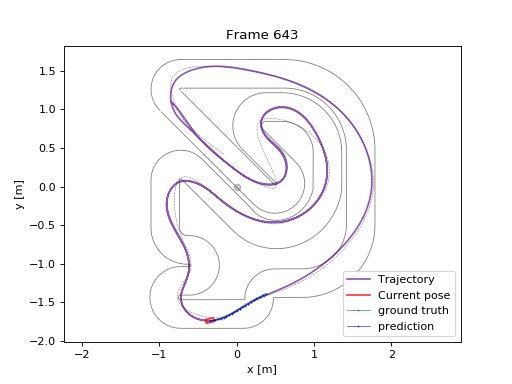 Frame 643
y [m]
1.5
1.0
0.5
0.0
−0.5
−1.0
−1.5
−2.0
−2
−1
0
1
2
x [m]
Trajectory
Current pose
ground truth
prediction